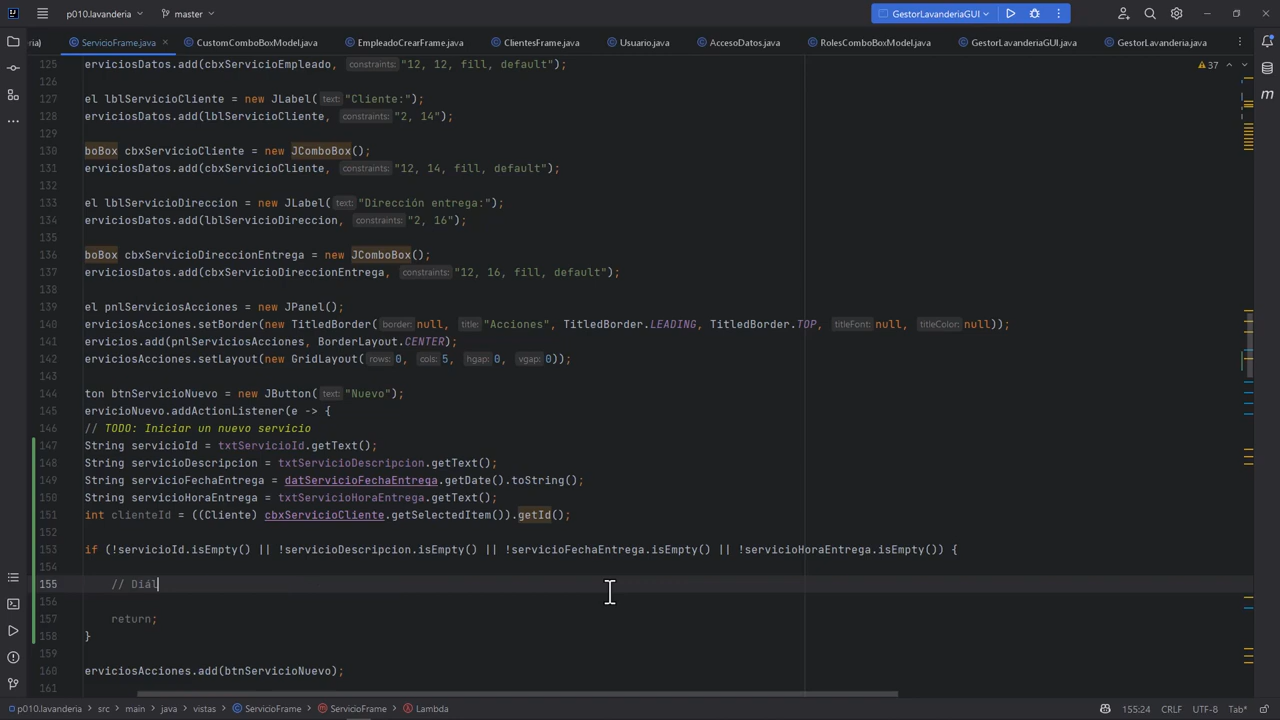 p010.lavanderia
master
GestorLavanderiaGUI
ria)
ServicioFrame.java
CustomComboBoxModel.java
EmpleadoCrearFrame.java
ClientesFrame.java
Usuario.java
AccesoDatos.java
RolesComboBoxModel.java
GestorLavanderiaGUI.java
GestorLavanderia.java
37
125 erviciosDatos.add(cbxServicioEmpleado, constraints: "12, 12, fill, default");
126
127 el lblServicioCliente = new JLabel( text: "Cliente:");
128 erviciosDatos.add(lblServicioCliente, constraints: "2, 14");
129
130 boBox cbxServicioCliente = new JComboBox();
131 erviciosDatos.add(cbxServicioCliente, constraints: "12, 14, fill, default");
132
133 el lblServicioDireccion = new JLabel( text: "Dirección entrega:");
134 erviciosDatos.add(lblServicioDireccion, constraints: "2, 16");
135
136 boBox cbxServicioDireccionEntrega = new JComboBox();
137 erviciosDatos.add(cbxServicioDireccionEntrega, constraints: "12, 16, fill, default");
138
139 el pnlServiciosAcciones = new JPanel();
140 erviciosAcciones.setBorder(new TitledBorder( border: null, title: "Acciones", TitledBorder.LEADING, TitledBorder.TOP, titleFont: null, titleColor: null));
141 ervicios.add(pnlServiciosAcciones, BorderLayout.CENTER);
142 erviciosAcciones.setLayout(new GridLayout( rows: 0, cols: 5, hgap: 0, vgap: 0));
143
144 ton btnServicioNuevo = new JButton( text: "Nuevo");
145 ervicioNuevo.addActionListener(e -> {
146 // TODO: Iniciar un nuevo servicio
147 String servicioId = txtServicioId.getText();
148 String servicioDescripcion = txtServicioDescripcion.getText();
149 String servicioFechaEntrega = datServicioFechaEntrega.getDate().toString();
150 String servicioHoraEntrega = txtServicioHoraEntrega.getText();
151 int clienteId = ((Cliente) cbxServicioCliente.getSelectedItem()).getId();
152
153 if (!servicioId.isEmpty() || !servicioDescripcion.isEmpty() || !servicioFechaEntrega.isEmpty() || !servicioHoraEntrega.isEmpty()) {
154
155 // Diál
156
157 return;
158 }
159
160 erviciosAcciones.add(btnServicioNuevo);
161
p010.lavanderia > src > main > java > vistas > ServicioFrame > ServicioFrame > Lambda
155:24 CRLF UTF-8 Tab*